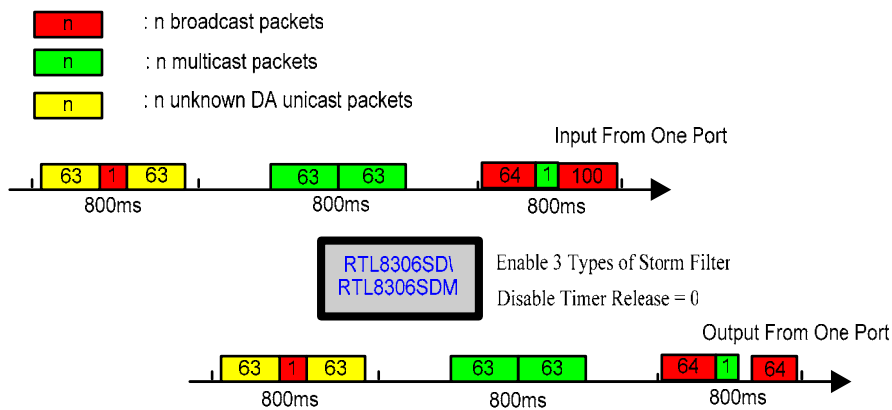 n : n broadcast packets
n : n multicast packets
n : n unknown DA unicast packets
Input From One Port
63 1 63 63 63 64 1 100
800ms 800ms 800ms
RTL8306SD\
RTL8306SDM
Enable 3 Types of Storm Filter
Disable Timer Release = 0
Output From One Port
63 1 63 63 63 64 1 64
800ms 800ms 800ms